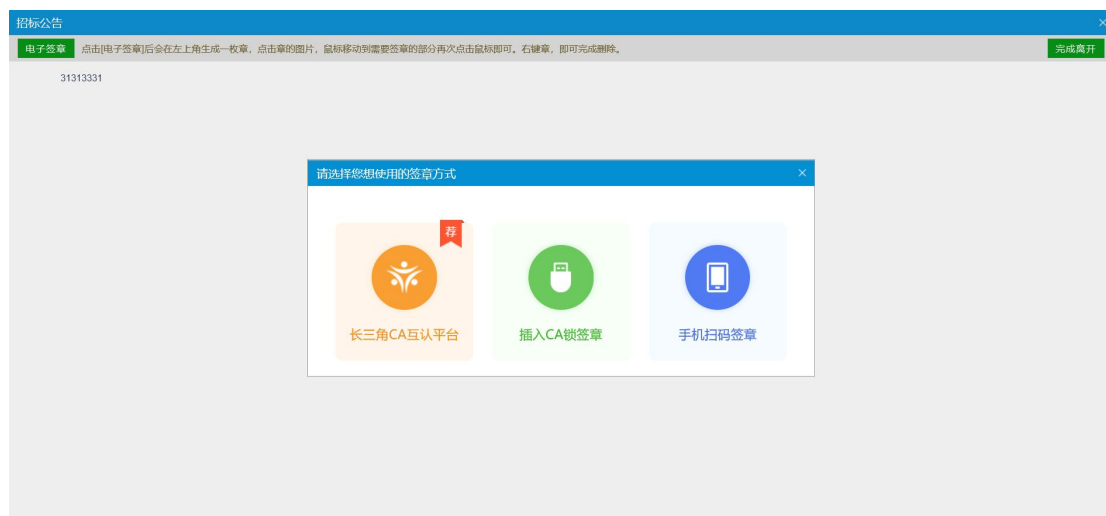 招标公告
电子签章 点击[电子签章]后会在左上角生成一枚章，点击章的图片，鼠标移动到需要签章的部分再次点击鼠标即可。右键章，即可完成删除。 完成离开
31313331
请选择您想使用的签章方式
荐
长三角CA互认平台 插入CA锁签章 手机扫码签章